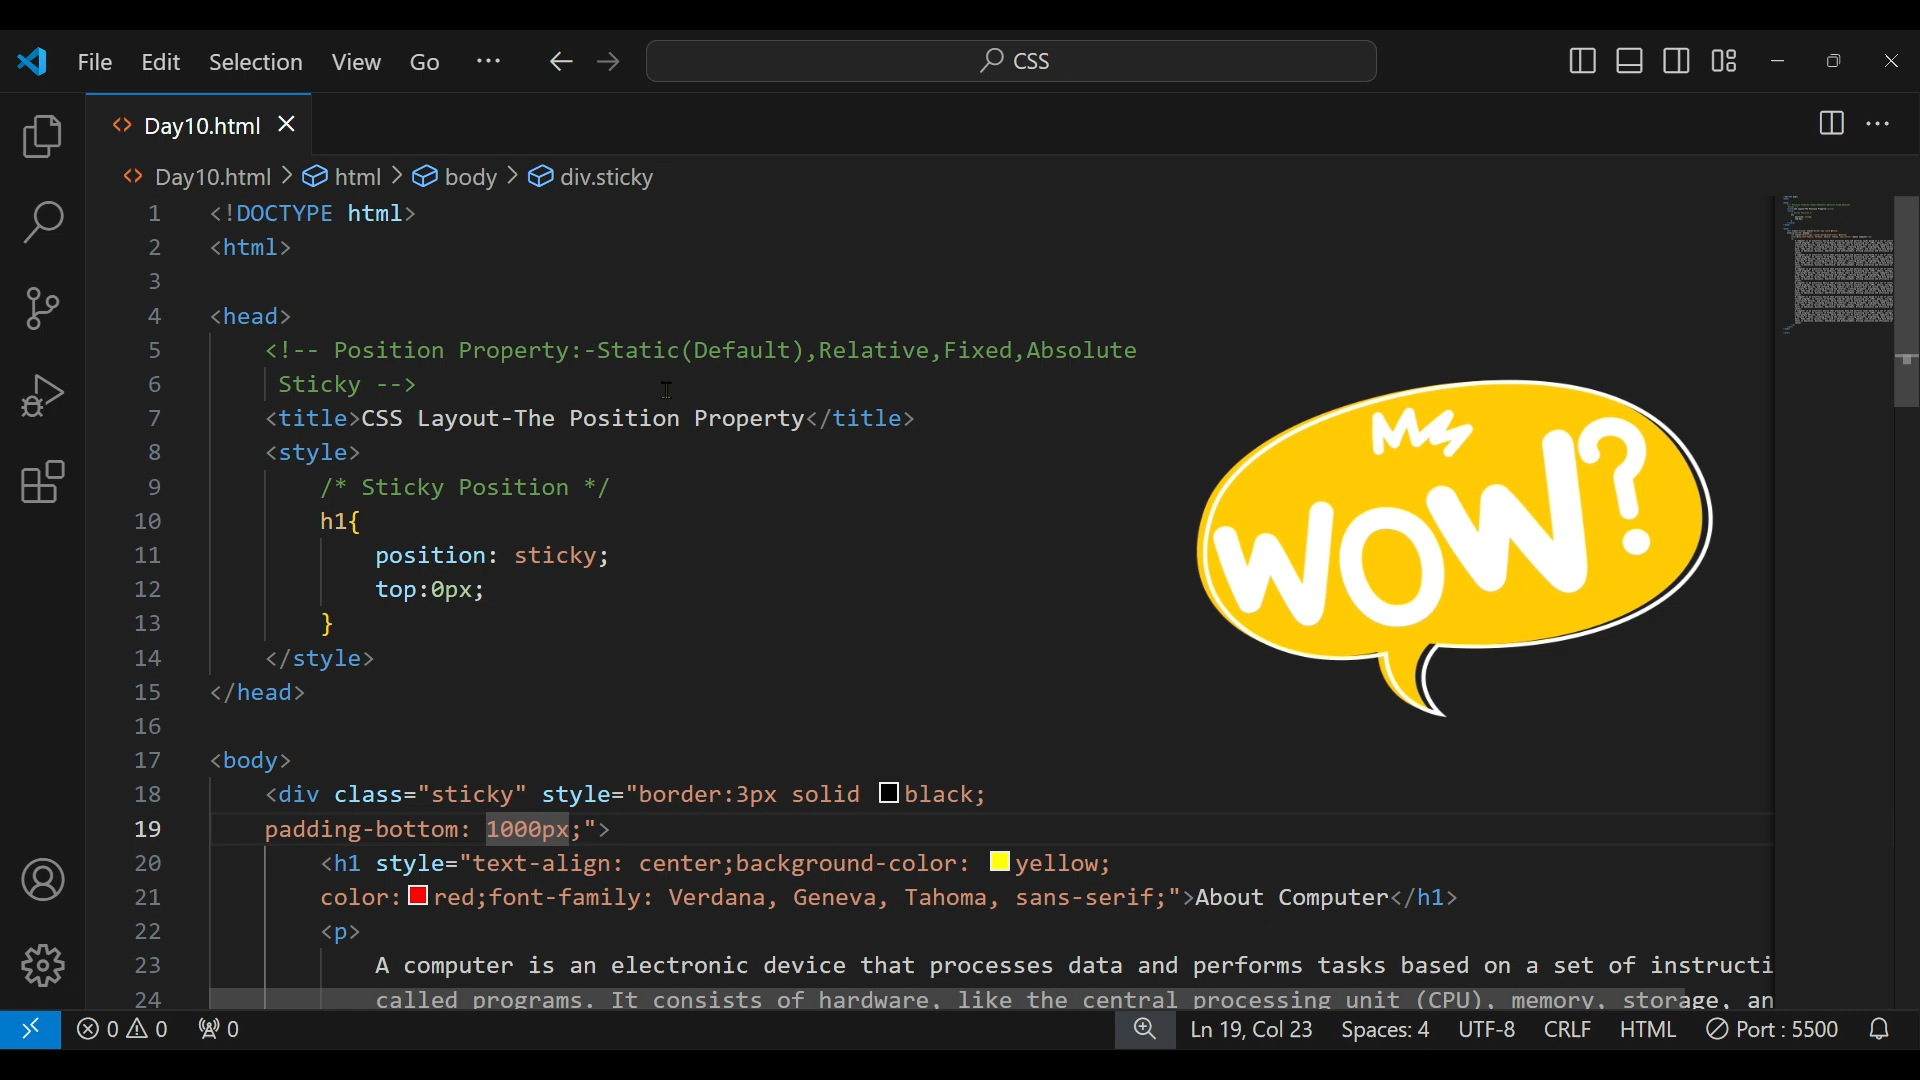 File Edit Selection View Go ··· CSS
Day10.html
Day10.html > html > body > div.sticky
1 <!DOCTYPE html>
2 <html>
3
4 <head>
5 <!-- Position Property:-Static(Default),Relative,Fixed,Absolute
6 Sticky -->
7 <title>CSS Layout-The Position Property</title>
8 <style>
9 /* Sticky Position */
10 h1{
11 position: sticky;
12 top:0px;
13 }
14 </style>
15 </head>
16
17 <body>
18 <div class="sticky" style="border:3px solid black;
19 padding-bottom: 1000px;">
20 <h1 style="text-align: center;background-color: yellow;
21 color:red;font-family: Verdana, Geneva, Tahoma, sans-serif;">About Computer</h1>
22 <p>
23 A computer is an electronic device that processes data and performs tasks based on a set of instructi
24 called programs. It consists of hardware, like the central processing unit (CPU), memory, storage, an
WOW?
0 0 0 Ln 19, Col 23 Spaces: 4 UTF-8 CRLF HTML Port : 5500